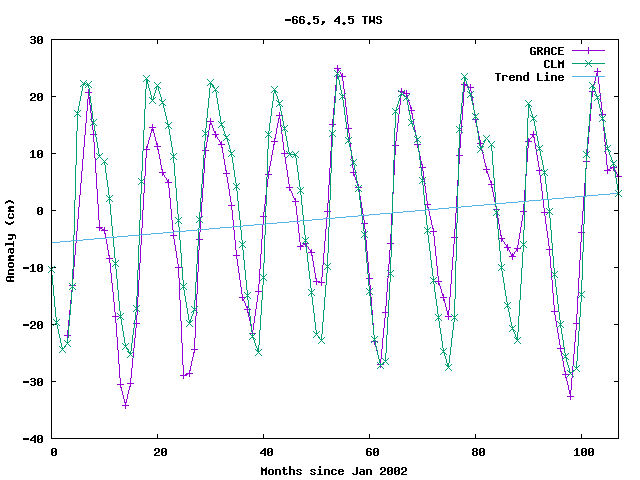 -66.5, 4.5 TWS
GRACE
CLM
Trend Line
30
20
10
0
-10
-20
-30
-40
Anomaly (cm)
0 20 40 60 80 100
Months since Jan 2002